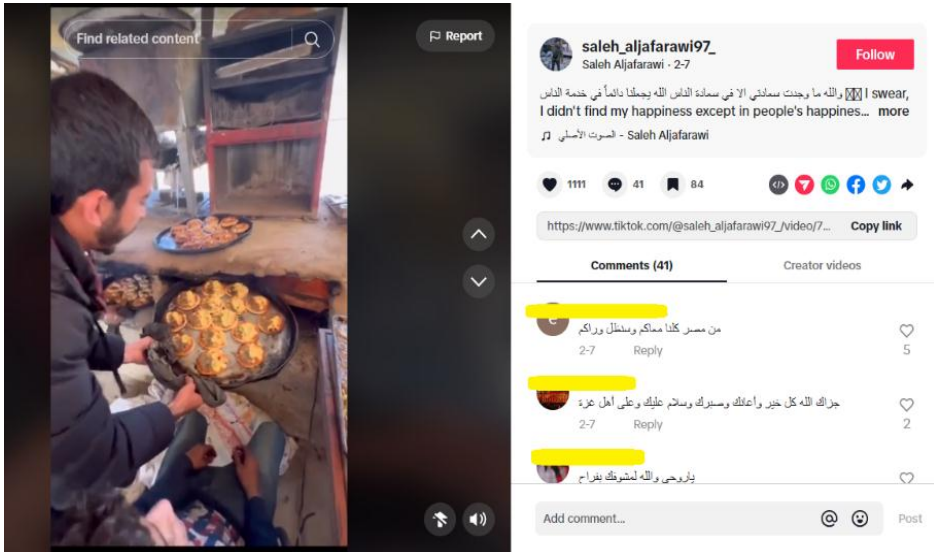 Find related content
Report
saleh_aljafarawi97_
Saleh Aljafarawi · 2-7
Follow
والله ما وجدت سعادتي الا في سعادة الناس الله يجعلنا دائماً في خدمة الناس I swear,
I didn't find my happiness except in people's happines... more
الصوت الأصلي - Saleh Aljafarawi
1111
41
84
https://www.tiktok.com/@saleh_aljafarawi97_/video/7...
Copy link
Comments (41)
Creator videos
من مصر كلنا معاكم وسنظل وراكم
2-7 Reply
5
جزاك الله كل خير وأعانك وصبرك وسلام عليك وعلى أهل غزة
2-7 Reply
2
ياروحي والله لمشوفك بفراح
Add comment...
Post